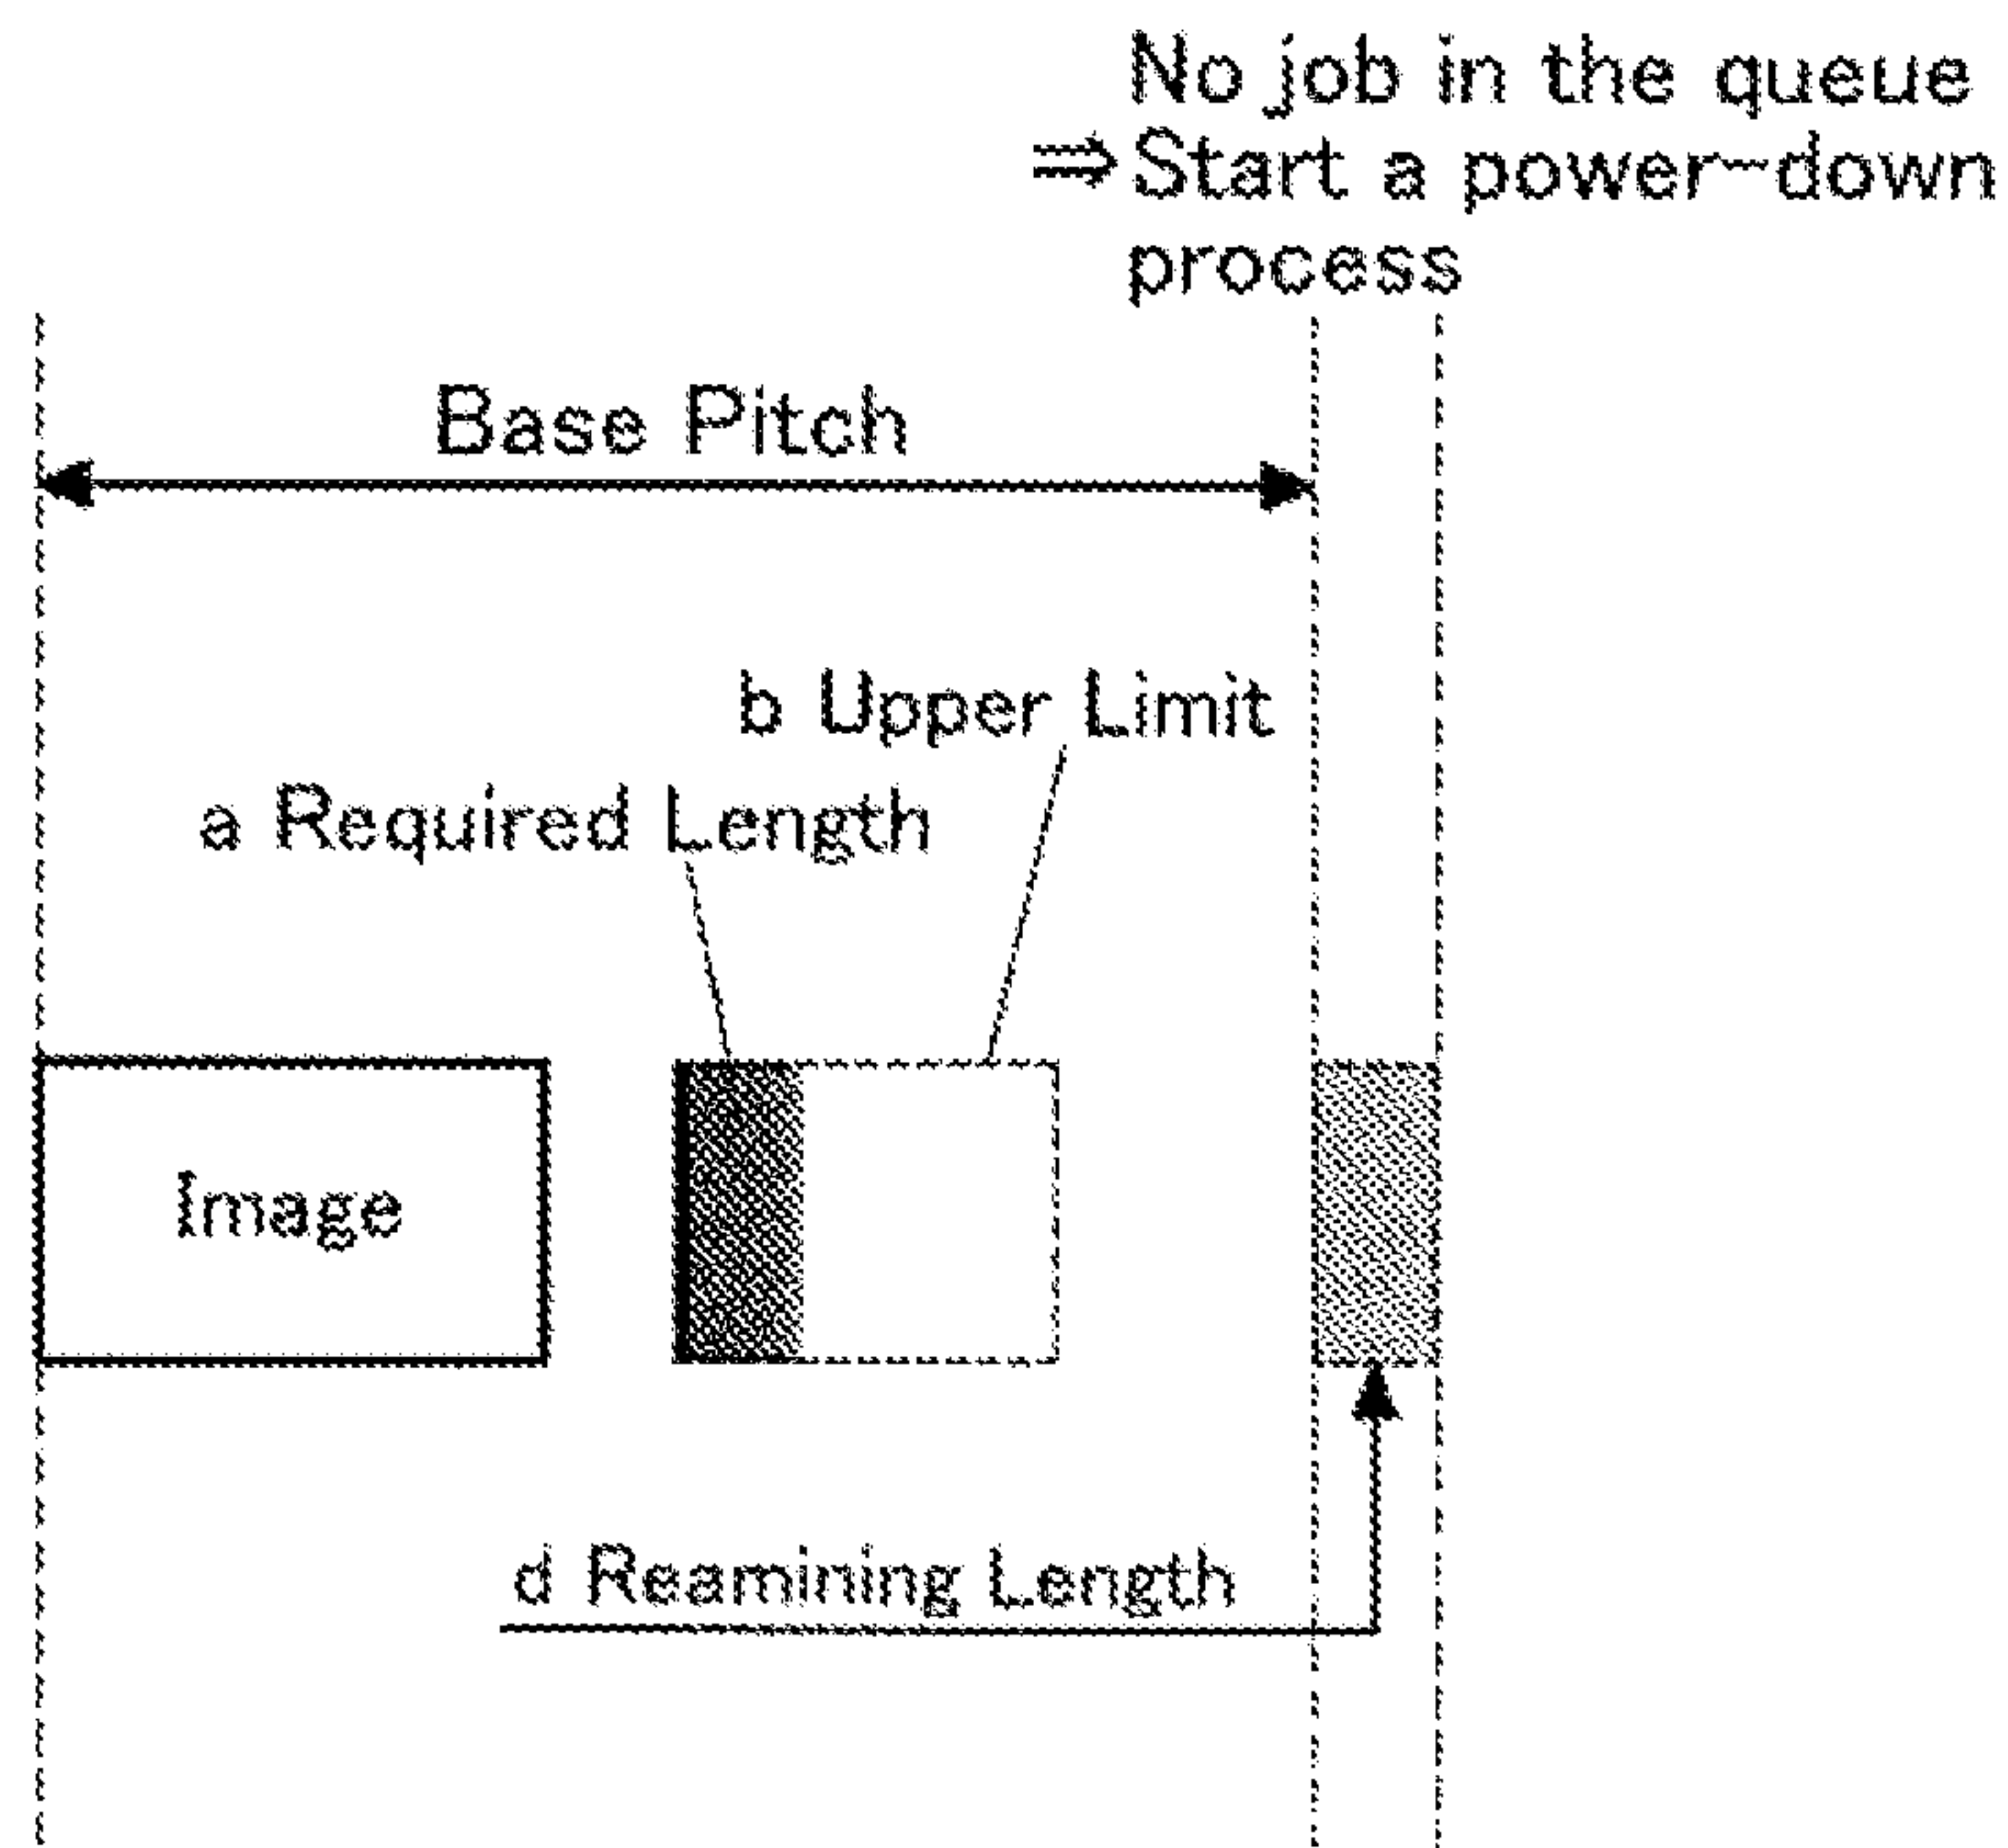 No job in the queue
⇒ Start a power-down
process
Base Pitch
b Upper Limit
a Required Length
Image
d Reamining Length